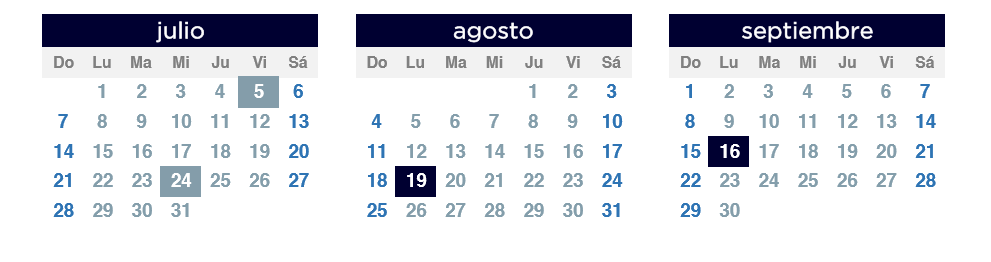 julio
Do Lu Ma Mi Ju Vi Sá
1 2 3 4 5 6
7 8 9 10 11 12 13
14 15 16 17 18 19 20
21 22 23 24 25 26 27
28 29 30 31
agosto
Do Lu Ma Mi Ju Vi Sá
1 2 3
4 5 6 7 8 9 10
11 12 13 14 15 16 17
18 19 20 21 22 23 24
25 26 27 28 29 30 31
septiembre
Do Lu Ma Mi Ju Vi Sá
1 2 3 4 5 6 7
8 9 10 11 12 13 14
15 16 17 18 19 20 21
22 23 24 25 26 27 28
29 30